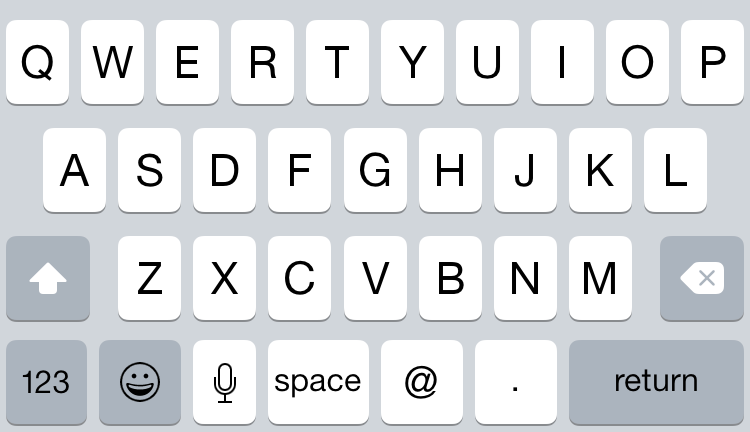 Q W E R T Y U I O P
A S D F G H J K L
Z X C V B N M
123 space @ . return